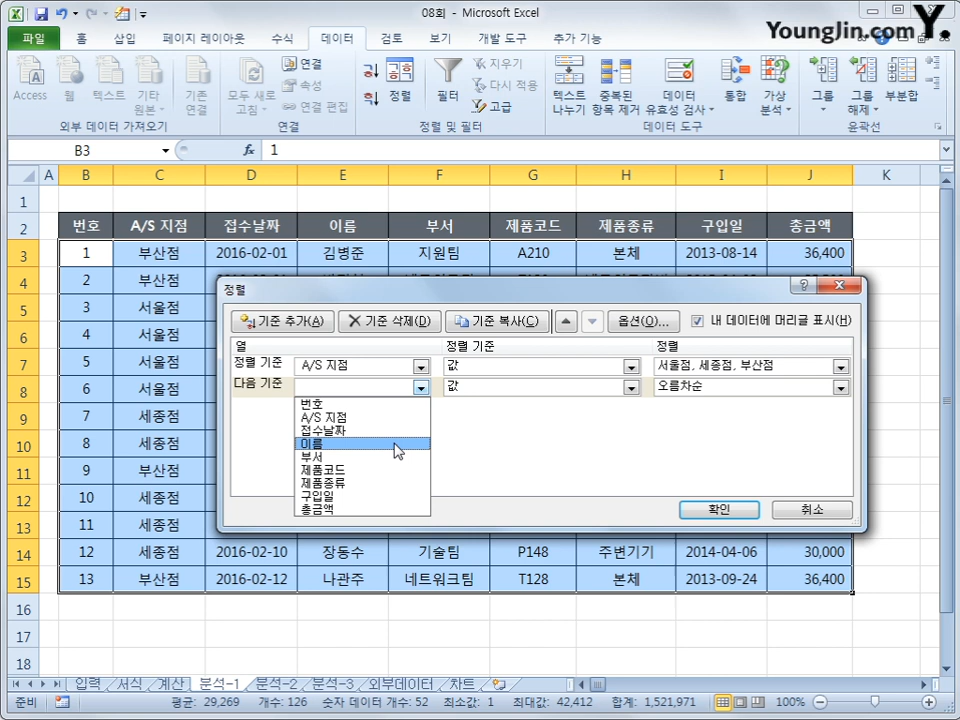 08회 - Microsoft Excel
YoungJin.com Y.
파일 홈 삽입 페이지 레이아웃 수식 데이터 검토 보기 개발 도구 추가 기능
Access 웹 텍스트 기타 원본 기존 연결 모두 새로 고침 연결 속성 연결 편집 정렬 필터 지우기 다시 적용 고급 텍스트 나누기 중복된 항목 제거 데이터 유효성 검사 통합 가상 분석 그룹 그룹 해제 부분합
외부 데이터 가져오기 연결 정렬 및 필터 데이터 도구 윤곽선
B3 fx 1
A B C D E F G H I J K
1
2 번호 A/S 지점 접수날짜 이름 부서 제품코드 제품종류 구입일 총금액
3 1 부산점 2016-02-01 김병준 지원팀 A210 본체 2013-08-14 36,400
4 2 부산점
5 3 서울점
6 4 서울점
7 5 서울점
8 6 서울점
9 7 세종점
10 8 세종점
11 9 부산점
12 10 세종점
13 11 세종점
14 12 세종점 2016-02-10 장동수 기술팀 P148 주변기기 2014-04-06 30,000
15 13 부산점 2016-02-12 나관주 네트워크팀 T128 본체 2013-09-24 36,400
16
17
18
정렬
기준 추가(A) 기준 삭제(D) 기준 복사(C) 옵션(O)... 내 데이터에 머리글 표시(H)
열 정렬 기준 정렬
정렬 기준 A/S 지점 값 서울점, 세종점, 부산점
다음 기준 값 오름차순
번호
A/S 지점
접수날짜
이름
부서
제품코드
제품종류
구입일
총금액
확인 취소
입력 서식 계산 분석-1 분석-2 분석-3 외부데이터 차트
준비 평균: 29,269 개수: 126 숫자 데이터 개수: 52 최소값: 1 최대값: 42,412 합계: 1,521,971 100%